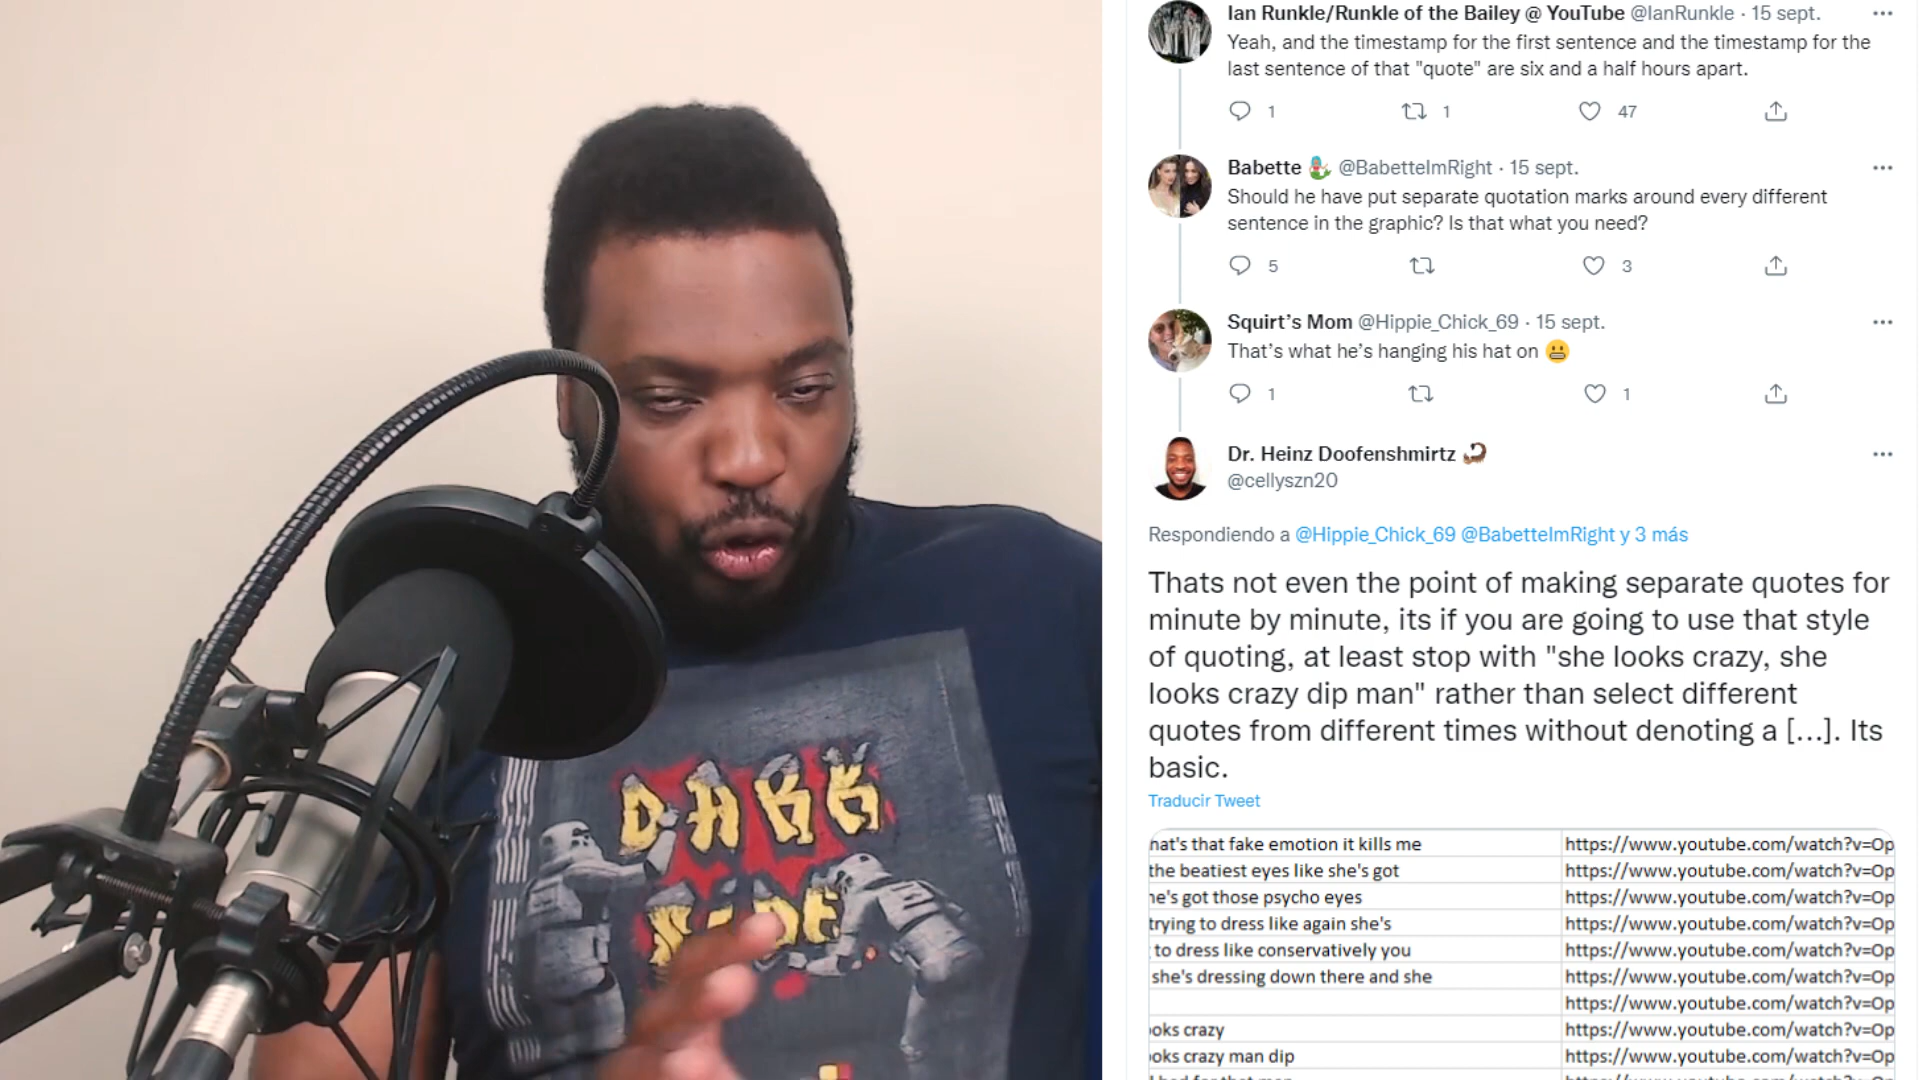 Ian Runkle/Runkle of the Bailey @ YouTube @IanRunkle · 15 sept.
Yeah, and the timestamp for the first sentence and the timestamp for the
last sentence of that "quote" are six and a half hours apart.
1 1 47
Babette @BabetteImRight · 15 sept.
Should he have put separate quotation marks around every different
sentence in the graphic? Is that what you need?
5 3
Squirt's Mom @Hippie_Chick_69 · 15 sept.
That's what he's hanging his hat on
1 1
Dr. Heinz Doofenshmirtz
@cellyszn20
Respondiendo a @Hippie_Chick_69 @BabetteImRight y 3 más
Thats not even the point of making separate quotes for
minute by minute, its if you are going to use that style
of quoting, at least stop with "she looks crazy, she
looks crazy dip man" rather than select different
quotes from different times without denoting a [...]. Its
basic.
Traducir Tweet
hat's that fake emotion it kills me https://www.youtube.com/watch?v=Op
the beatiest eyes like she's got https://www.youtube.com/watch?v=Op
he's got those psycho eyes https://www.youtube.com/watch?v=Op
trying to dress like again she's https://www.youtube.com/watch?v=Op
to dress like conservatively you https://www.youtube.com/watch?v=Op
she's dressing down there and she https://www.youtube.com/watch?v=Op
https://www.youtube.com/watch?v=Op
ooks crazy https://www.youtube.com/watch?v=Op
ooks crazy man dip https://www.youtube.com/watch?v=Op
DARK
SIDE